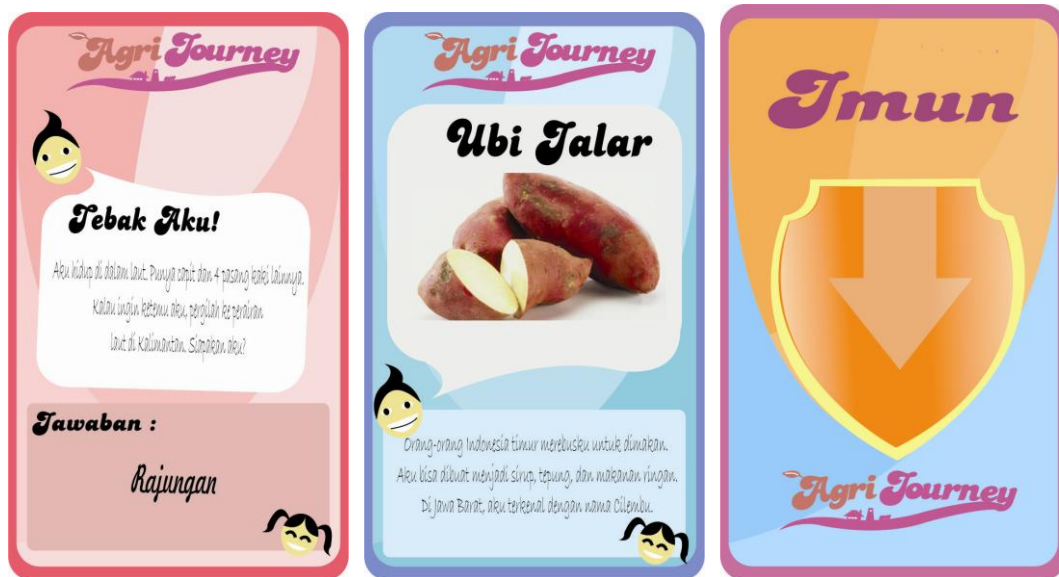 Agri Journey
Tebak Aku!
Aku hidup di dalam laut. Punya capit dan 4 pasang kaki lainnya.
Kalau ingin ketemu aku, pergilah ke perairan
laut di Kalimantan. Siapakan aku?
Jawaban :
Rajungan
Agri Journey
Ubi Jalar
Orang-orang Indonesia timur merebusku untuk dimakan.
Aku bisa dibuat menjadi sirup, tepung, dan makanan ringan.
Di Jawa Barat, aku terkenal dengan nama Cilembu.
Imun
Agri Journey